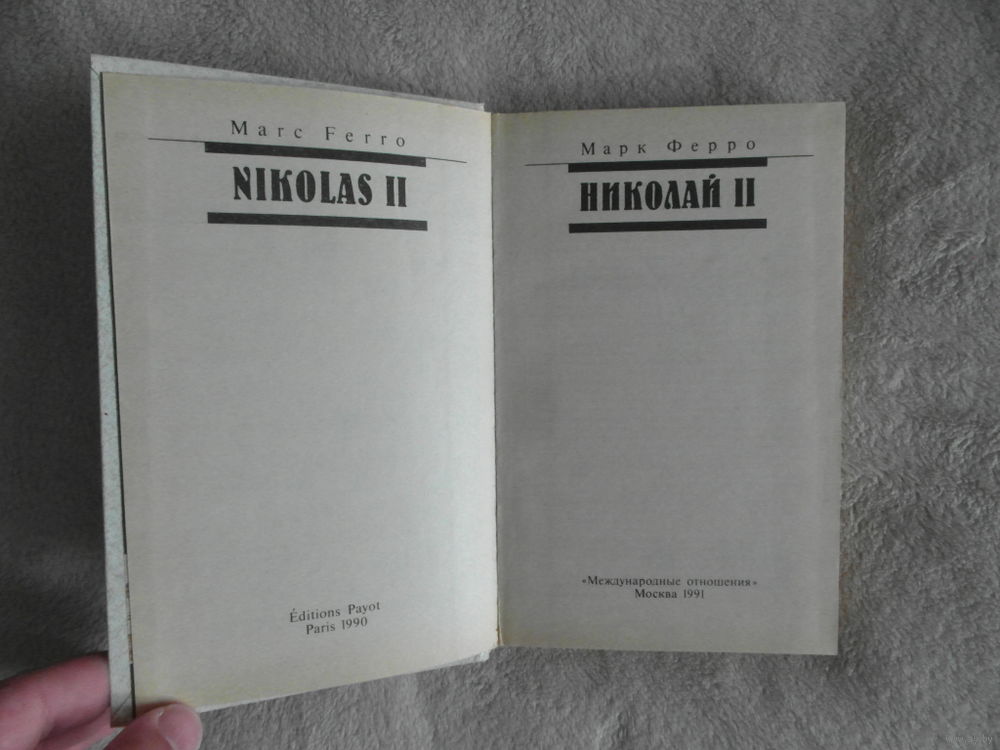 Marc Ferro
NIKOLAS II
Éditions Payot
Paris 1990
Марк Ферро
НИКОЛАЙ II
«Международные отношения»
Москва 1991